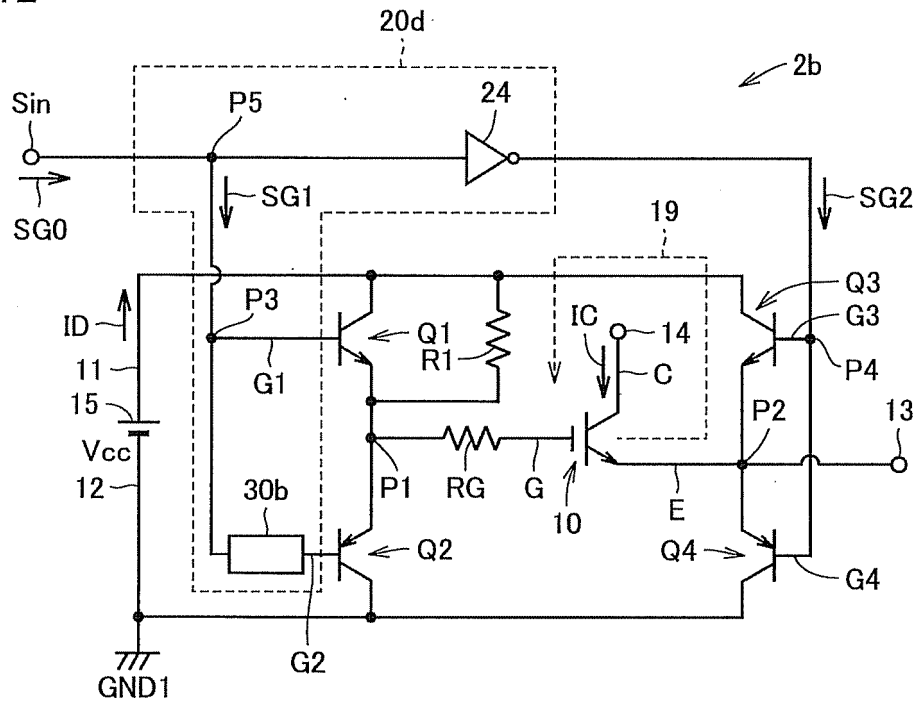 20d
2b
Sin
P5
24
SG0
SG1
SG2
19
P3
Q3
ID
Q1
IC
14
G3
11
G1
R1
C
P4
15
P2
13
Vcc
P1
RG
G
12
30b
10
E
Q2
Q4
G4
G2
GND1